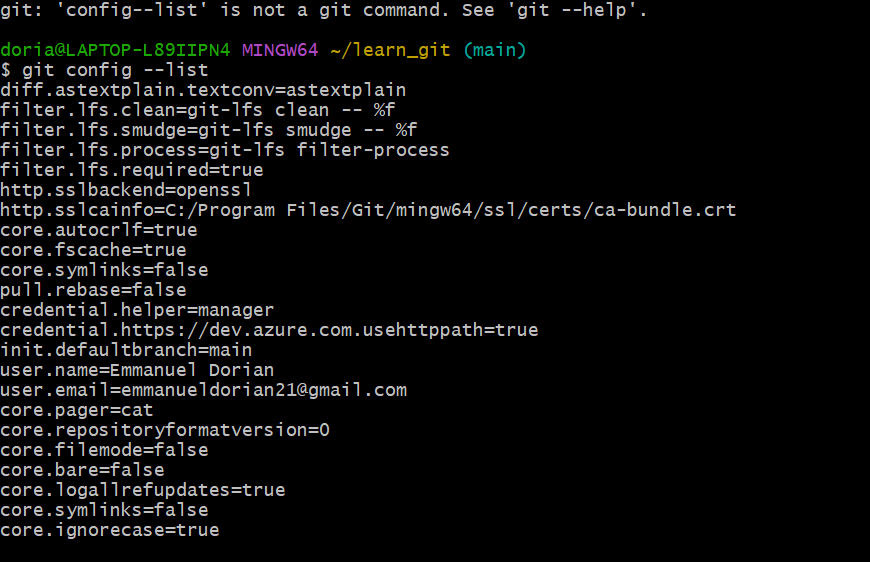 git: 'config--list' is not a git command. See 'git --help'.
doria@LAPTOP-L89IIPN4 MINGW64 ~/learn_git (main)
$ git config --list
diff.astextplain.textconv=astextplain
filter.lfs.clean=git-lfs clean -- %f
filter.lfs.smudge=git-lfs smudge -- %f
filter.lfs.process=git-lfs filter-process
filter.lfs.required=true
http.sslbackend=openssl
http.sslcainfo=C:/Program Files/Git/mingw64/ssl/certs/ca-bundle.crt
core.autocrlf=true
core.fscache=true
core.symlinks=false
pull.rebase=false
credential.helper=manager
credential.https://dev.azure.com.usehttppath=true
init.defaultbranch=main
user.name=Emmanuel Dorian
user.email=emmanueldorian21@gmail.com
core.pager=cat
core.repositoryformatversion=0
core.filemode=false
core.bare=false
core.logallrefupdates=true
core.symlinks=false
core.ignorecase=true